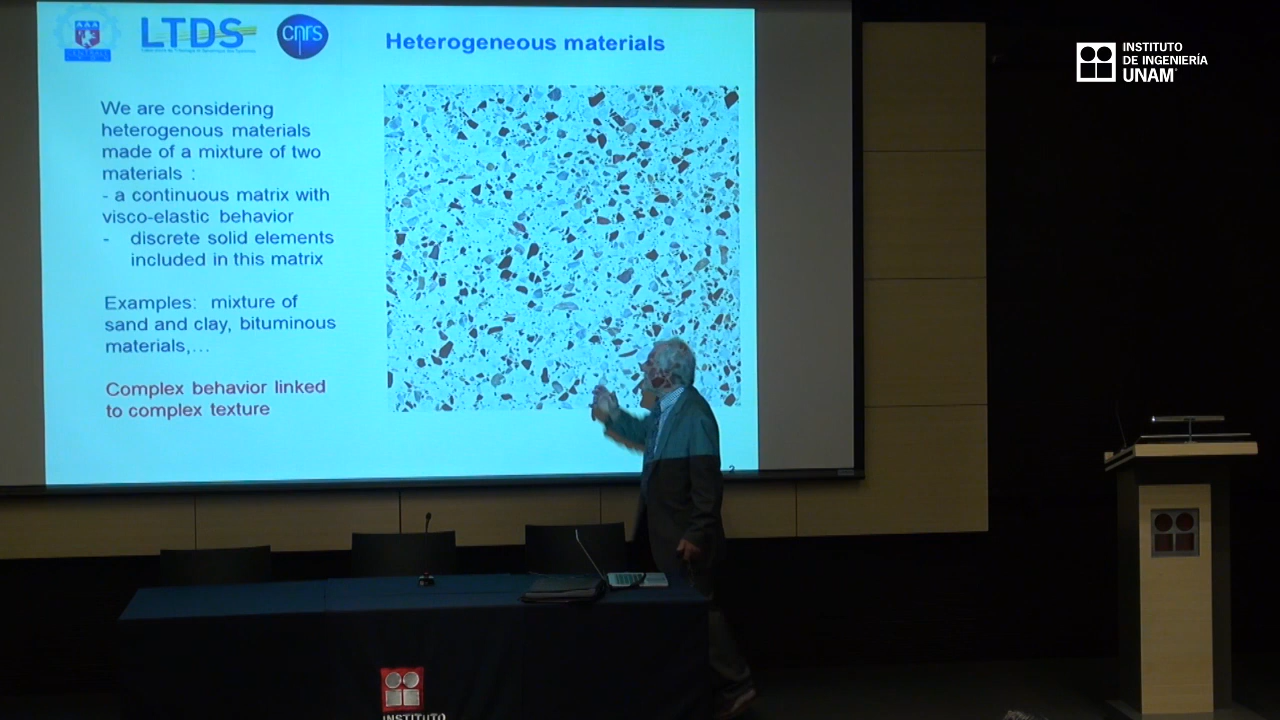 LTDS
cnrs
Heterogeneous materials
We are considering
heterogenous materials
made of a mixture of two
materials :
- a continuous matrix with
visco-elastic behavior
- discrete solid elements
included in this matrix
Examples: mixture of
sand and clay, bituminous
materials,...
Complex behavior linked
to complex texture
2
INSTITUTO
DE INGENIERÍA
UNAM
INSTITUTO